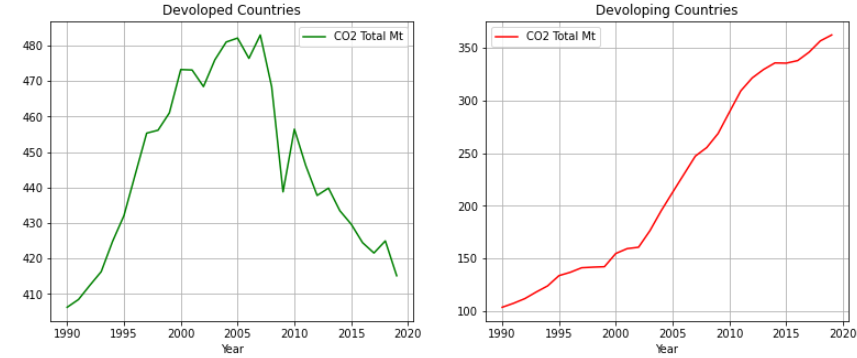 Devoloped Countries
CO2 Total Mt
480
470
460
450
440
430
420
410
1990 1995 2000 2005 2010 2015 2020
Year
Devoloping Countries
CO2 Total Mt
350
300
250
200
150
100
1990 1995 2000 2005 2010 2015 2020
Year